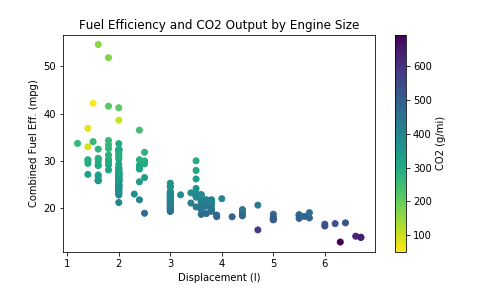 Fuel Efficiency and CO2 Output by Engine Size
Combined Fuel Eff. (mpg)
50
40
30
20
1 2 3 4 5 6
Displacement (l)
600
500
400
300
200
100
CO2 (g/mi)